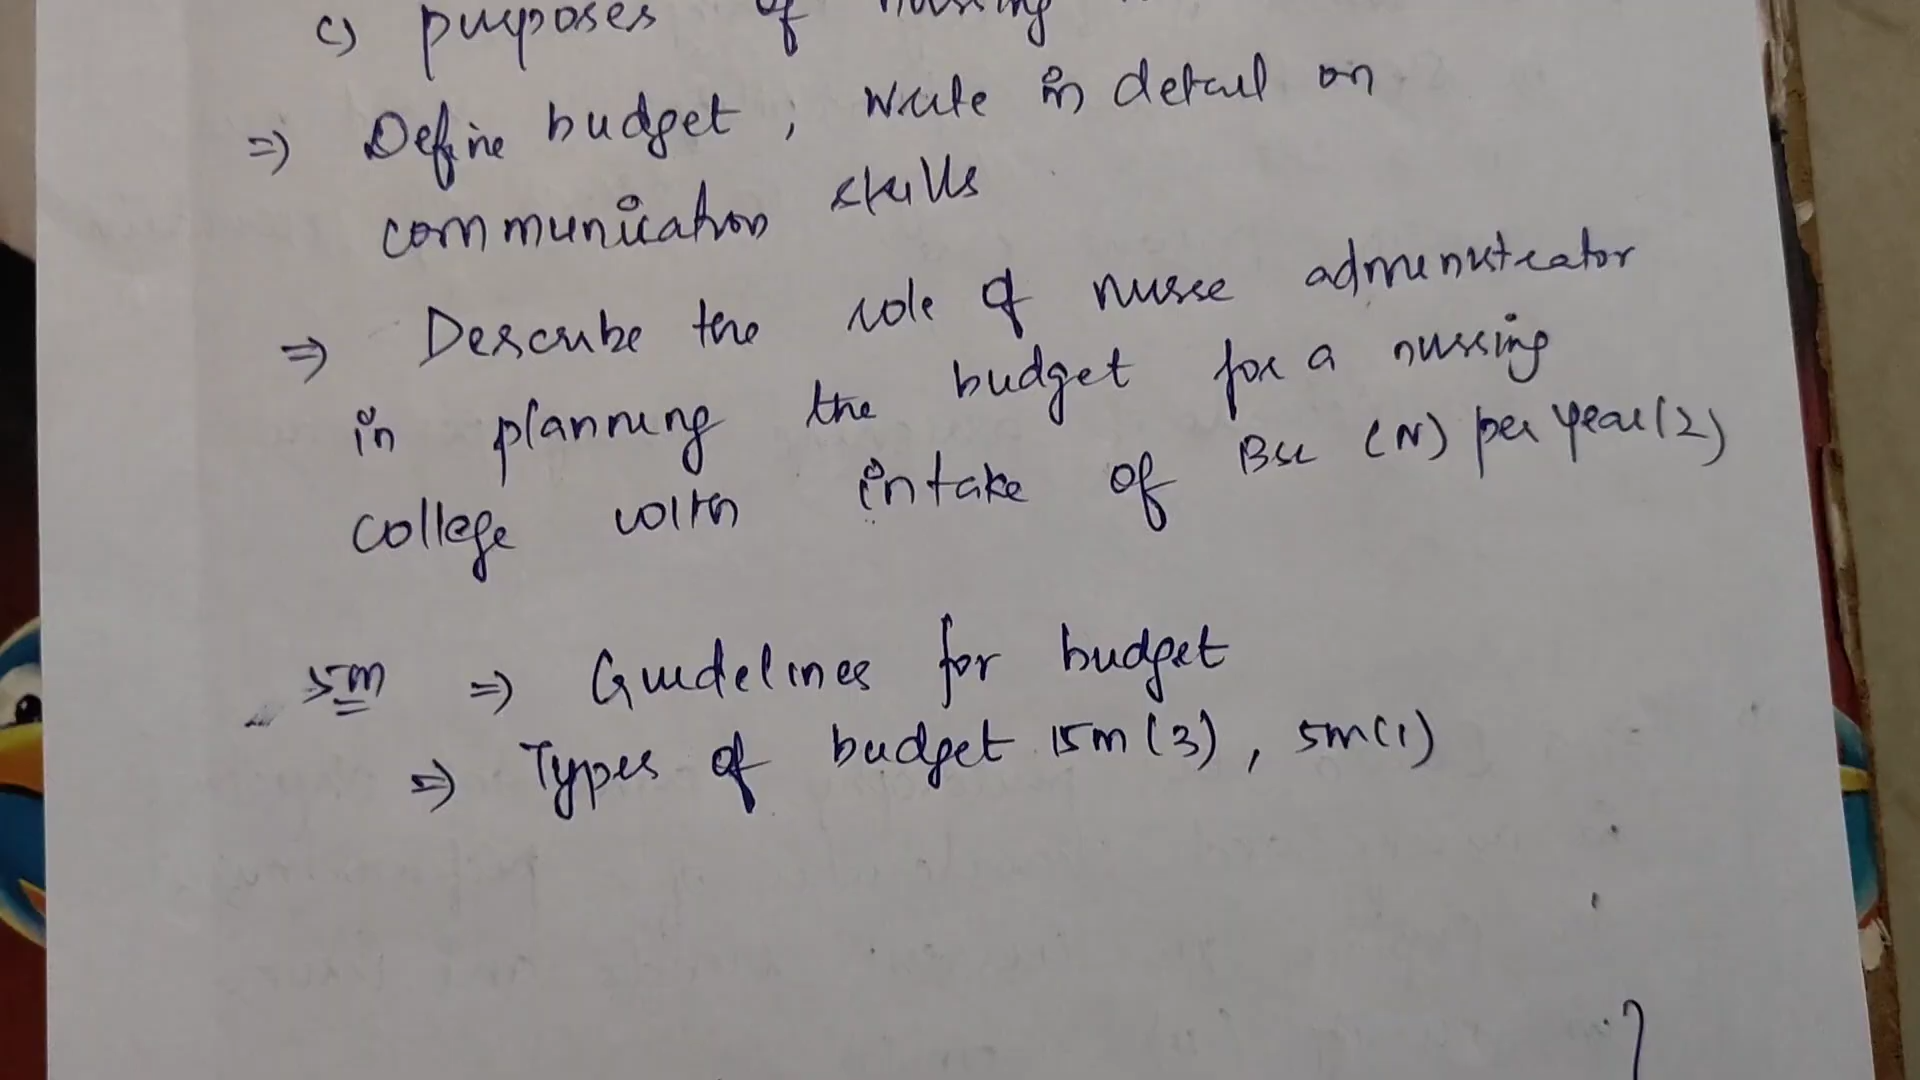 c) purposes of nursing
=> Define budget ; Write in detail on
communication skills
=> Describe the role of nurse administrator
in planning the budget for a nursing
college with intake of Bsc (N) per year (2)
5m => Guidelines for budget
=> Types of budget 15m (3), 5m (1)